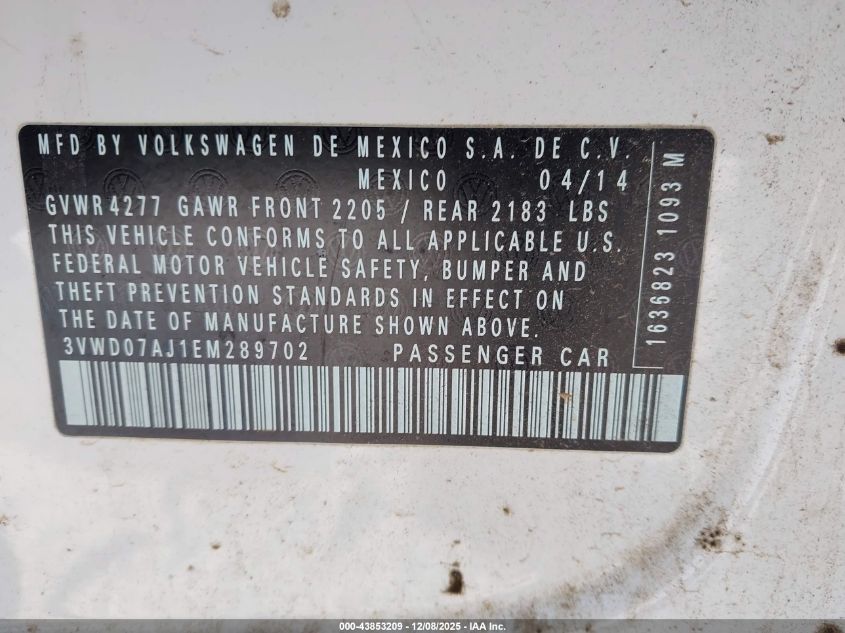 MFD BY VOLKSWAGEN DE MEXICO S.A. DE C.V.
MEXICO 04/14
GVWR 4277 GAWR FRONT 2205 / REAR 2183 LBS
THIS VEHICLE CONFORMS TO ALL APPLICABLE U.S.
FEDERAL MOTOR VEHICLE SAFETY, BUMPER AND
THEFT PREVENTION STANDARDS IN EFFECT ON
THE DATE OF MANUFACTURE SHOWN ABOVE.
3VWD07AJ1EM289702 PASSENGER CAR
1636823 1093 M
000-43853209 - 12/08/2025 - IAA Inc.